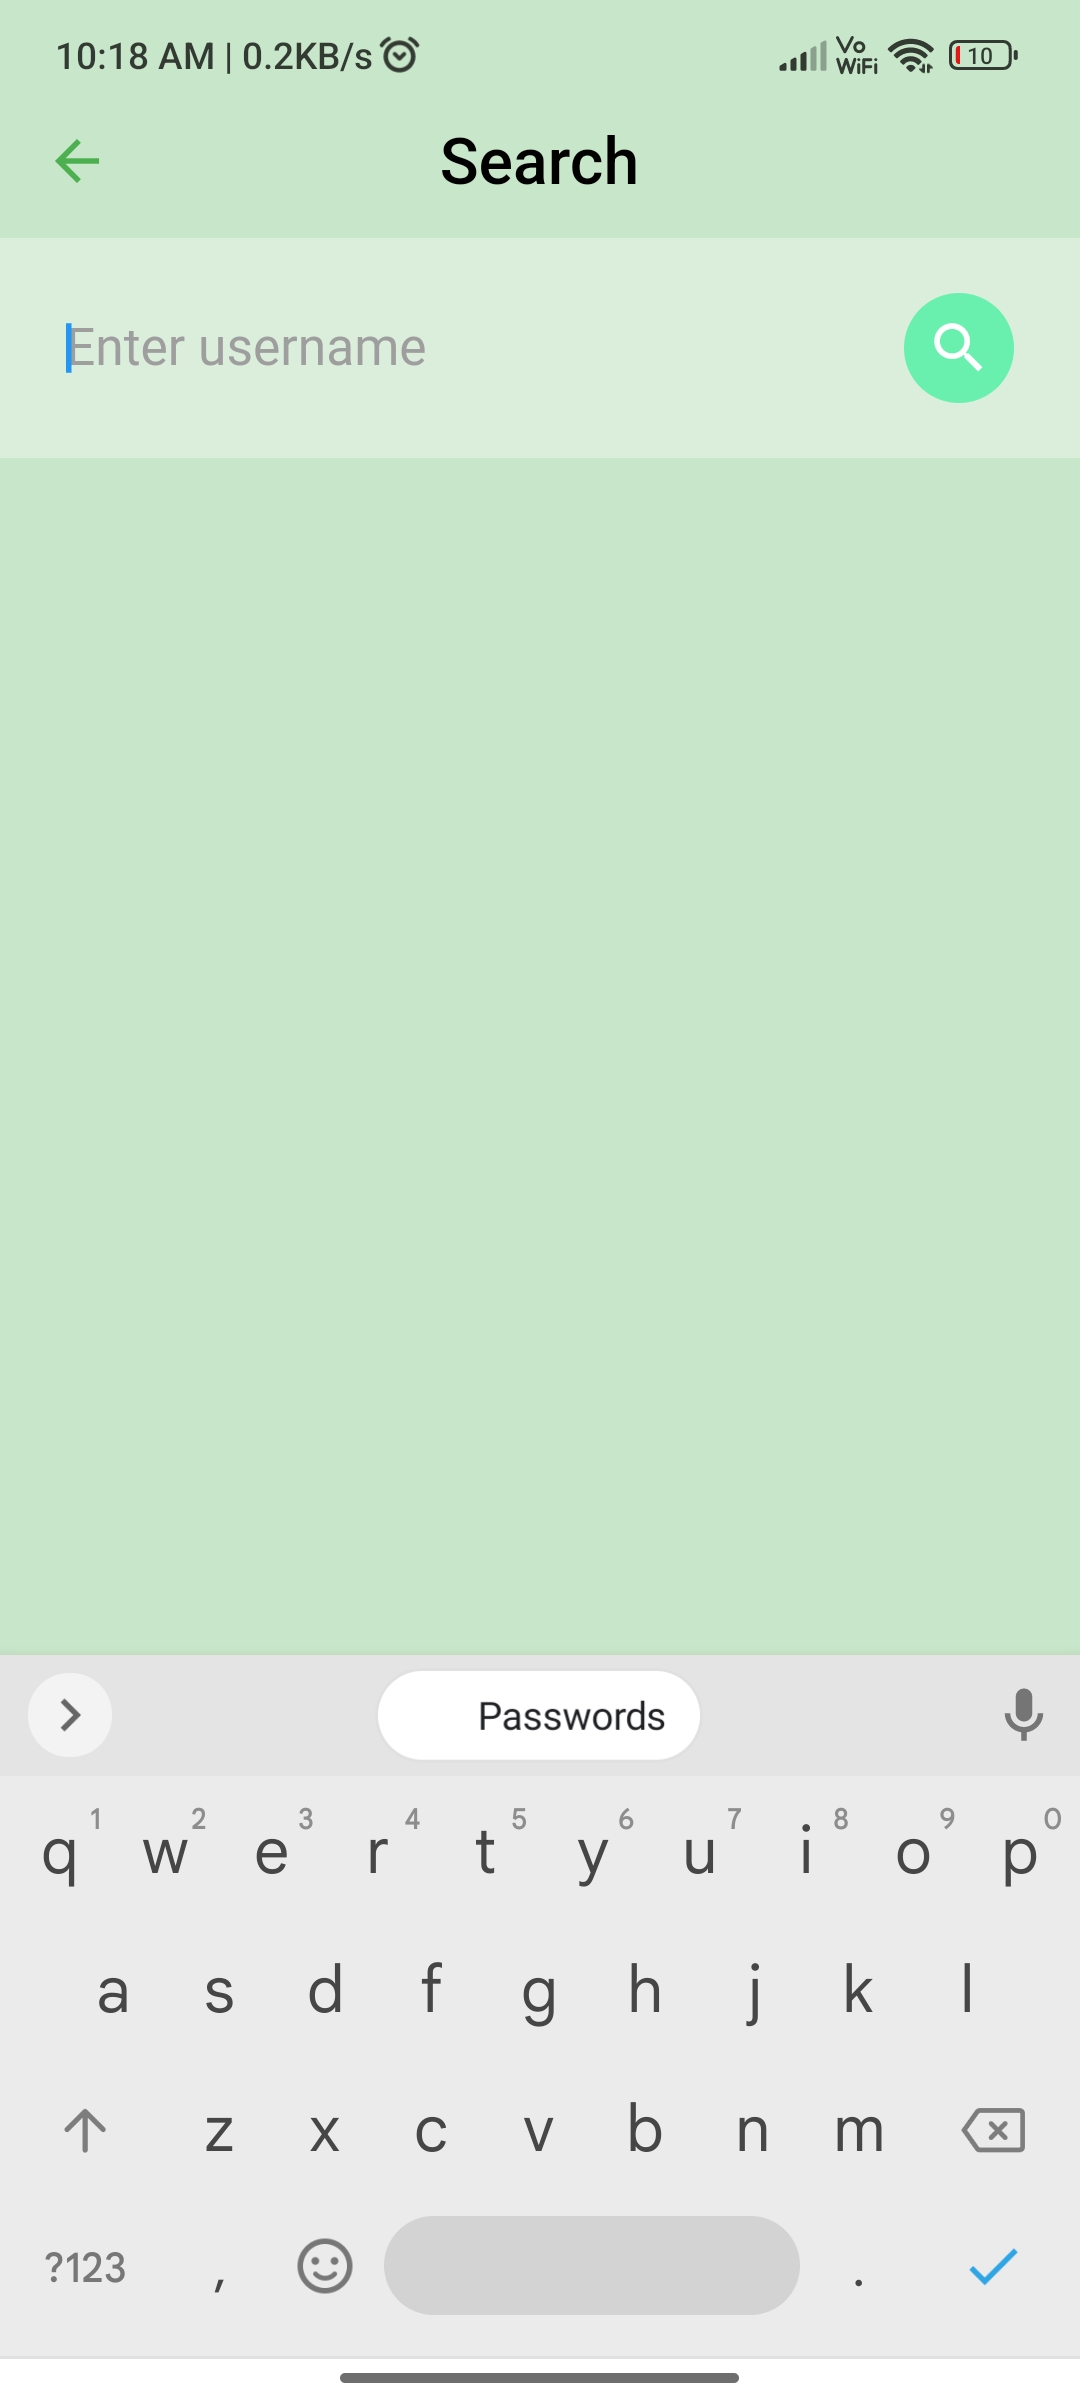 10:18 AM | 0.2KB/s
Vo
WiFi
10
Search
Enter username
Passwords
1 2 3 4 5 6 7 8 9 0
q w e r t y u i o p
a s d f g h j k l
z x c v b n m
?123 , .